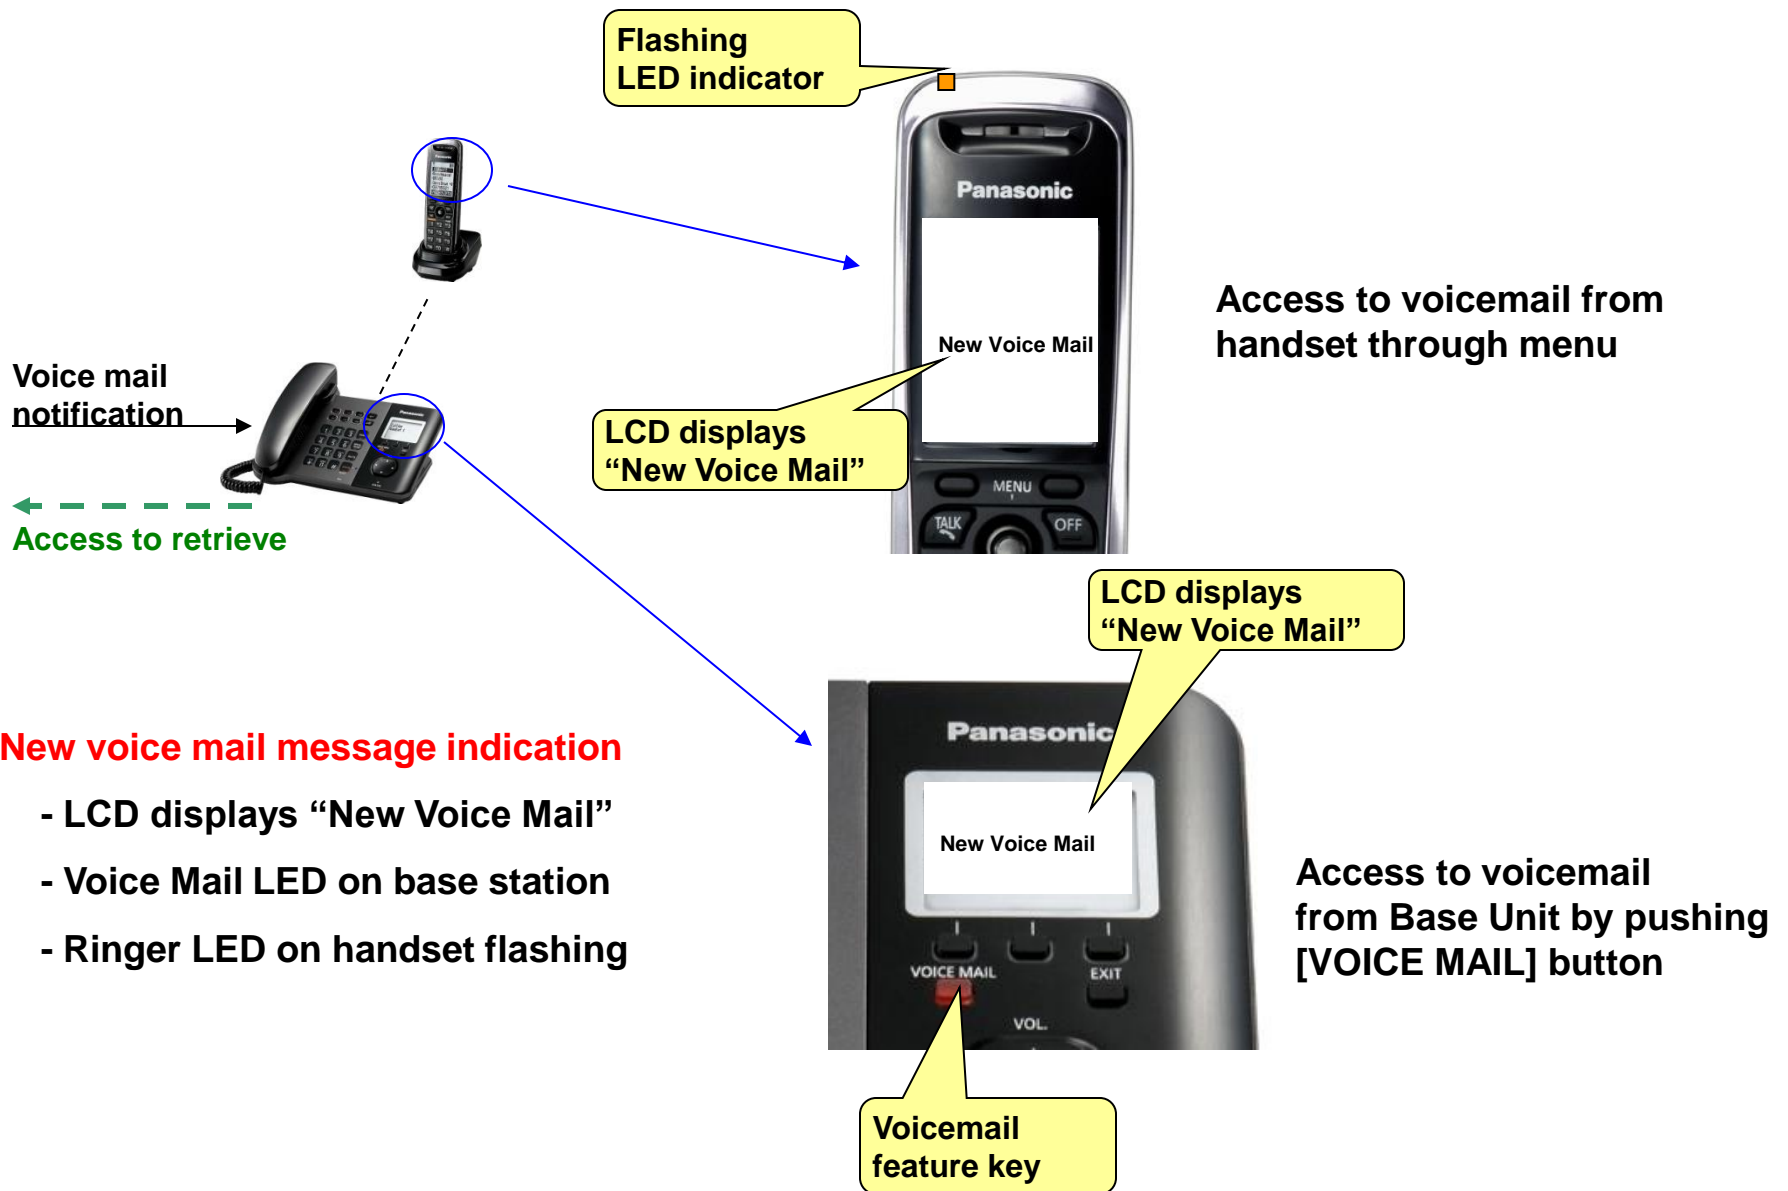 Flashing
LED indicator
Panasonic
New Voice Mail
Access to voicemail from
handset through menu
Voice mail
notification
LCD displays
“New Voice Mail”
MENU
TALK
OFF
Access to retrieve
LCD displays
“New Voice Mail”
Panasonic
New voice mail message indication
- LCD displays “New Voice Mail”
- Voice Mail LED on base station
- Ringer LED on handset flashing
New Voice Mail
Access to voicemail
from Base Unit by pushing
[VOICE MAIL] button
VOICE MAIL
EXIT
VOL.
Voicemail
feature key